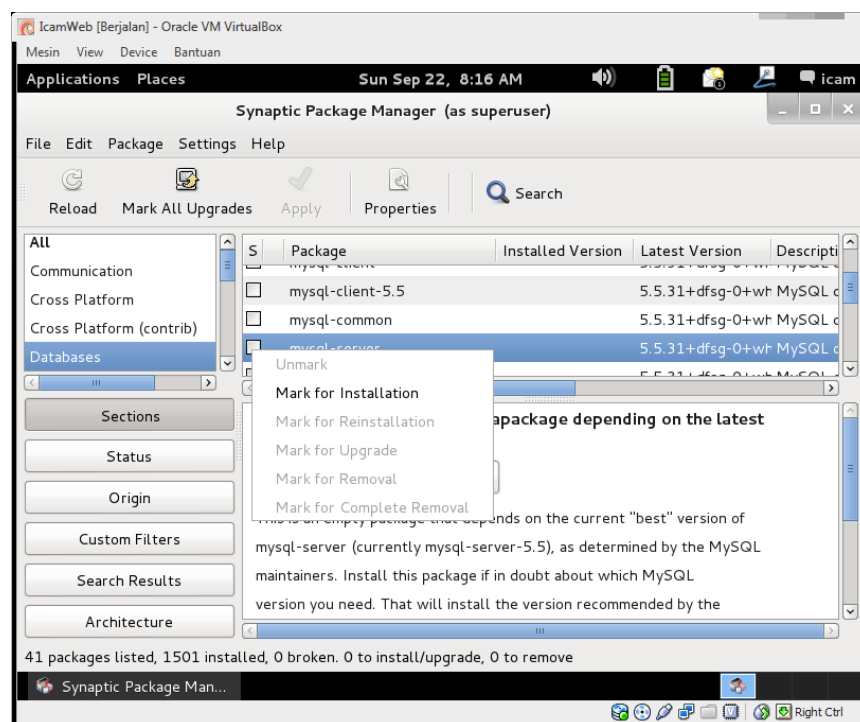 IcamWeb [Berjalan] - Oracle VM VirtualBox
Mesin View Device Bantuan
Applications Places Sun Sep 22, 8:16 AM icam
Synaptic Package Manager (as superuser)
File Edit Package Settings Help
Reload Mark All Upgrades Apply Properties Search
All
Communication
Cross Platform
Cross Platform (contrib)
Databases
S Package Installed Version Latest Version Descripti
mysql-client
mysql-client-5.5 5.5.31+dfsg-0+wh MySQL d
mysql-common 5.5.31+dfsg-0+wh MySQL d
mysql-server 5.5.31+dfsg-0+wh MySQL d
Unmark
Mark for Installation
Mark for Reinstallation
Mark for Upgrade
Mark for Removal
Mark for Complete Removal
Sections
Status
Origin
Custom Filters
Search Results
Architecture
apackage depending on the latest
This is an empty package that depends on the current "best" version of
mysql-server (currently mysql-server-5.5), as determined by the MySQL
maintainers. Install this package if in doubt about which MySQL
version you need. That will install the version recommended by the
41 packages listed, 1501 installed, 0 broken. 0 to install/upgrade, 0 to remove
Synaptic Package Man...
Right Ctrl